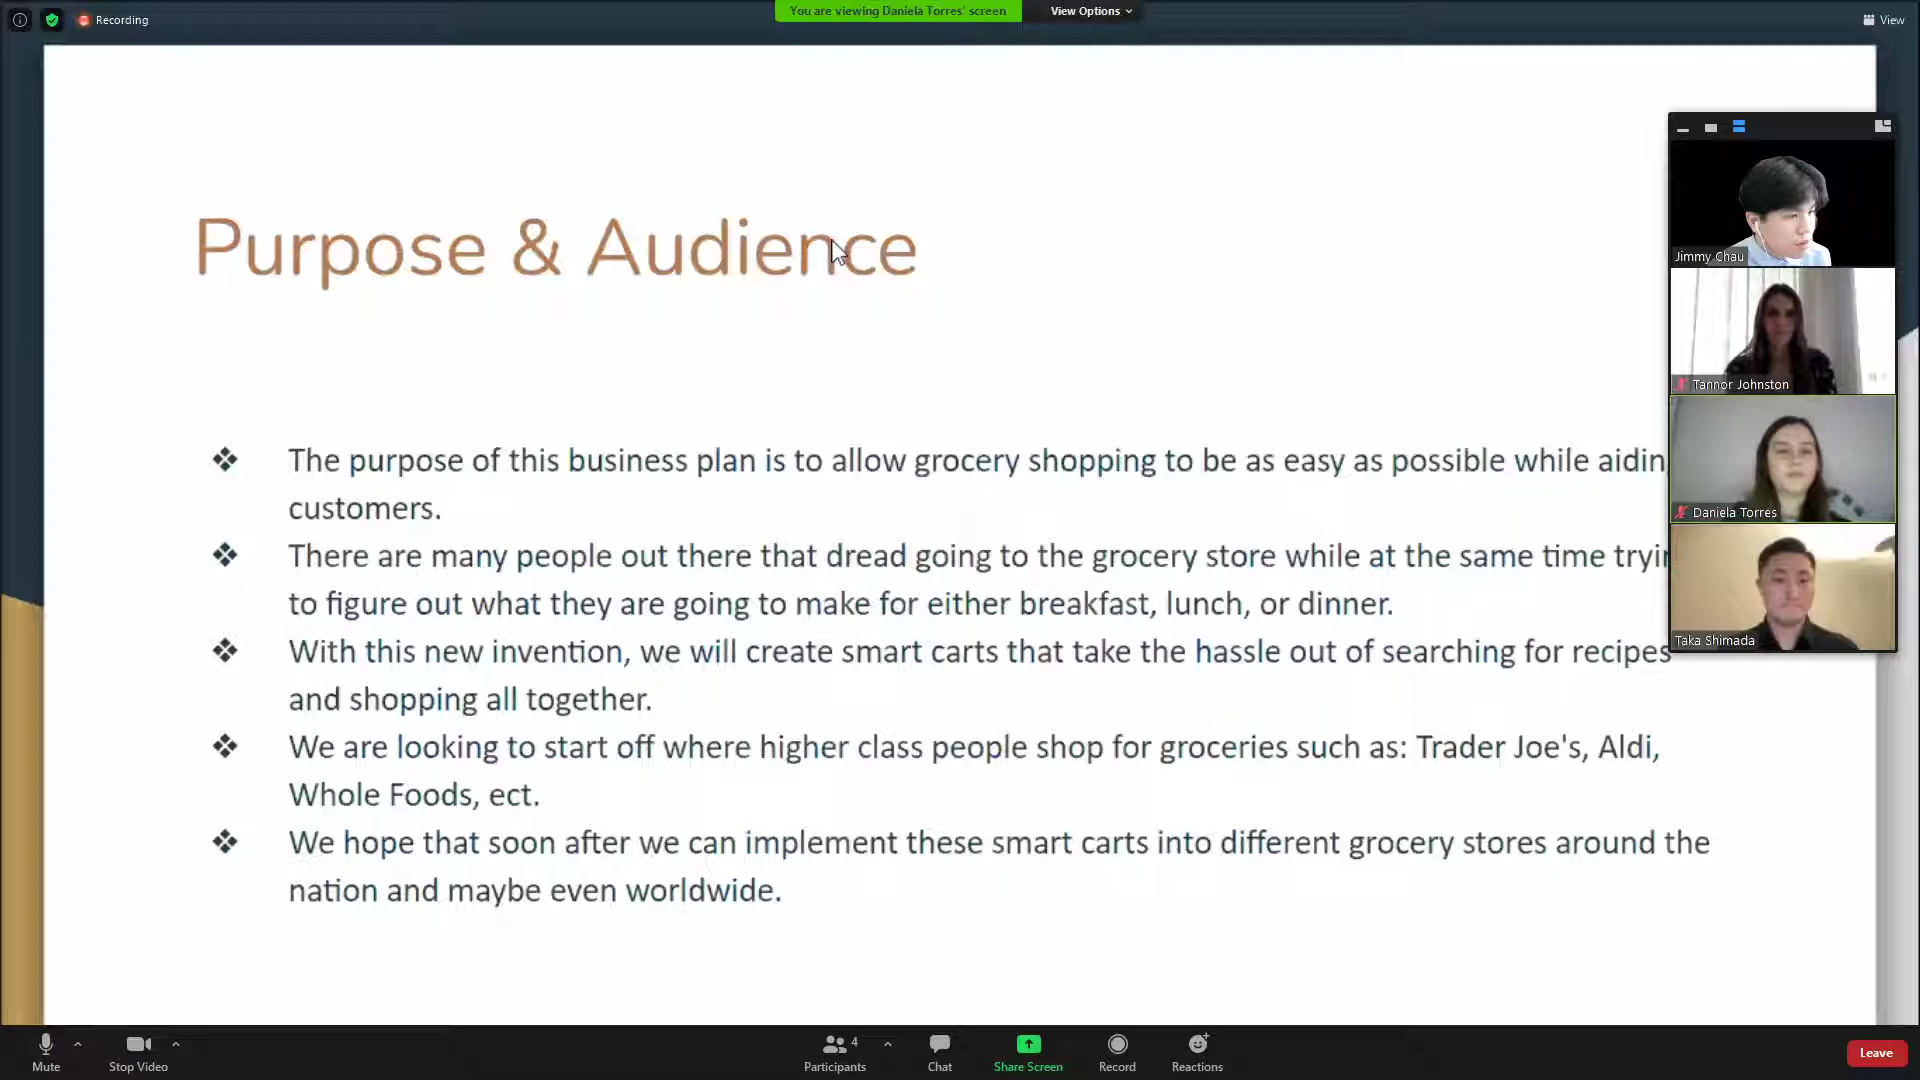 Recording
You are viewing Daniela Torres' screen
View Options
View
Purpose & Audience
The purpose of this business plan is to allow grocery shopping to be as easy as possible while aidin
customers.
There are many people out there that dread going to the grocery store while at the same time tryin
to figure out what they are going to make for either breakfast, lunch, or dinner.
With this new invention, we will create smart carts that take the hassle out of searching for recipes
and shopping all together.
We are looking to start off where higher class people shop for groceries such as: Trader Joe's, Aldi,
Whole Foods, ect.
We hope that soon after we can implement these smart carts into different grocery stores around the
nation and maybe even worldwide.
Jimmy Chau
Tannor Johnston
Daniela Torres
Taka Shimada
Mute
Stop Video
Participants
4
Chat
Share Screen
Record
Reactions
Leave